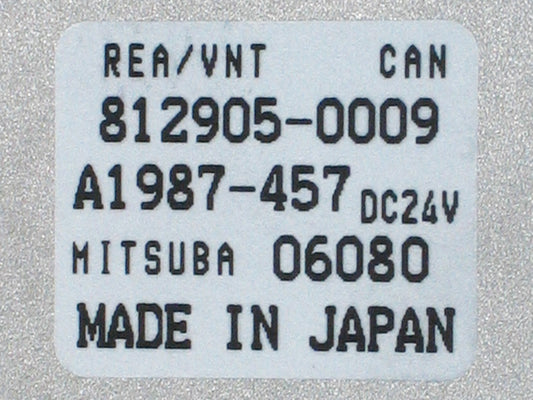 REA/VNT CAN
812905-0009
A1987-457 DC24V
MITSUBA 06080
MADE IN JAPAN